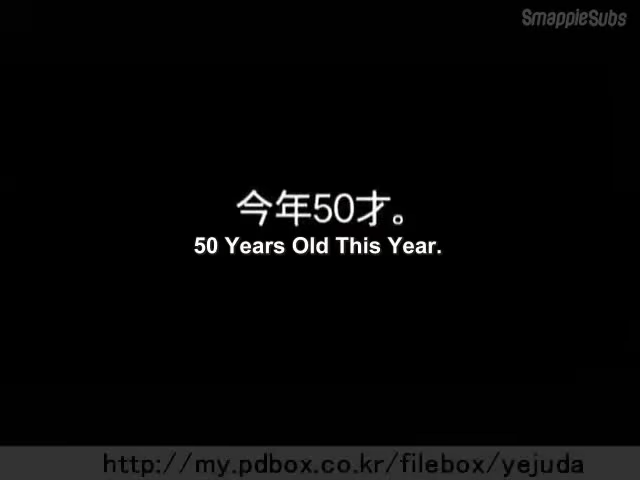 SmappieSubs
今年50才。
50 Years Old This Year.
http://my.pdbox.co.kr/filebox/yejuda